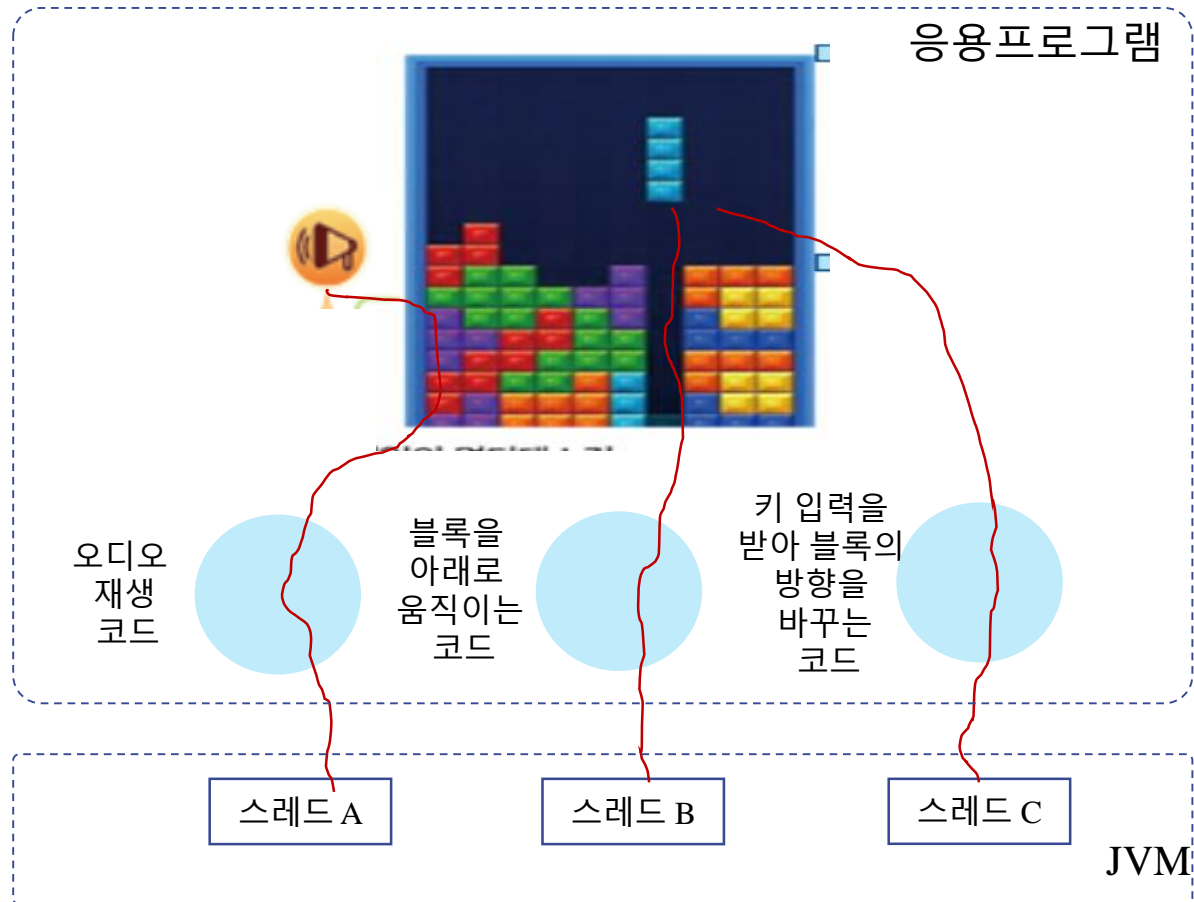 응용프로그램
오디오
재생
코드
블록을
아래로
움직이는
코드
키 입력을
받아 블록의
방향을
바꾸는
코드
스레드 A
스레드 B
스레드 C
JVM